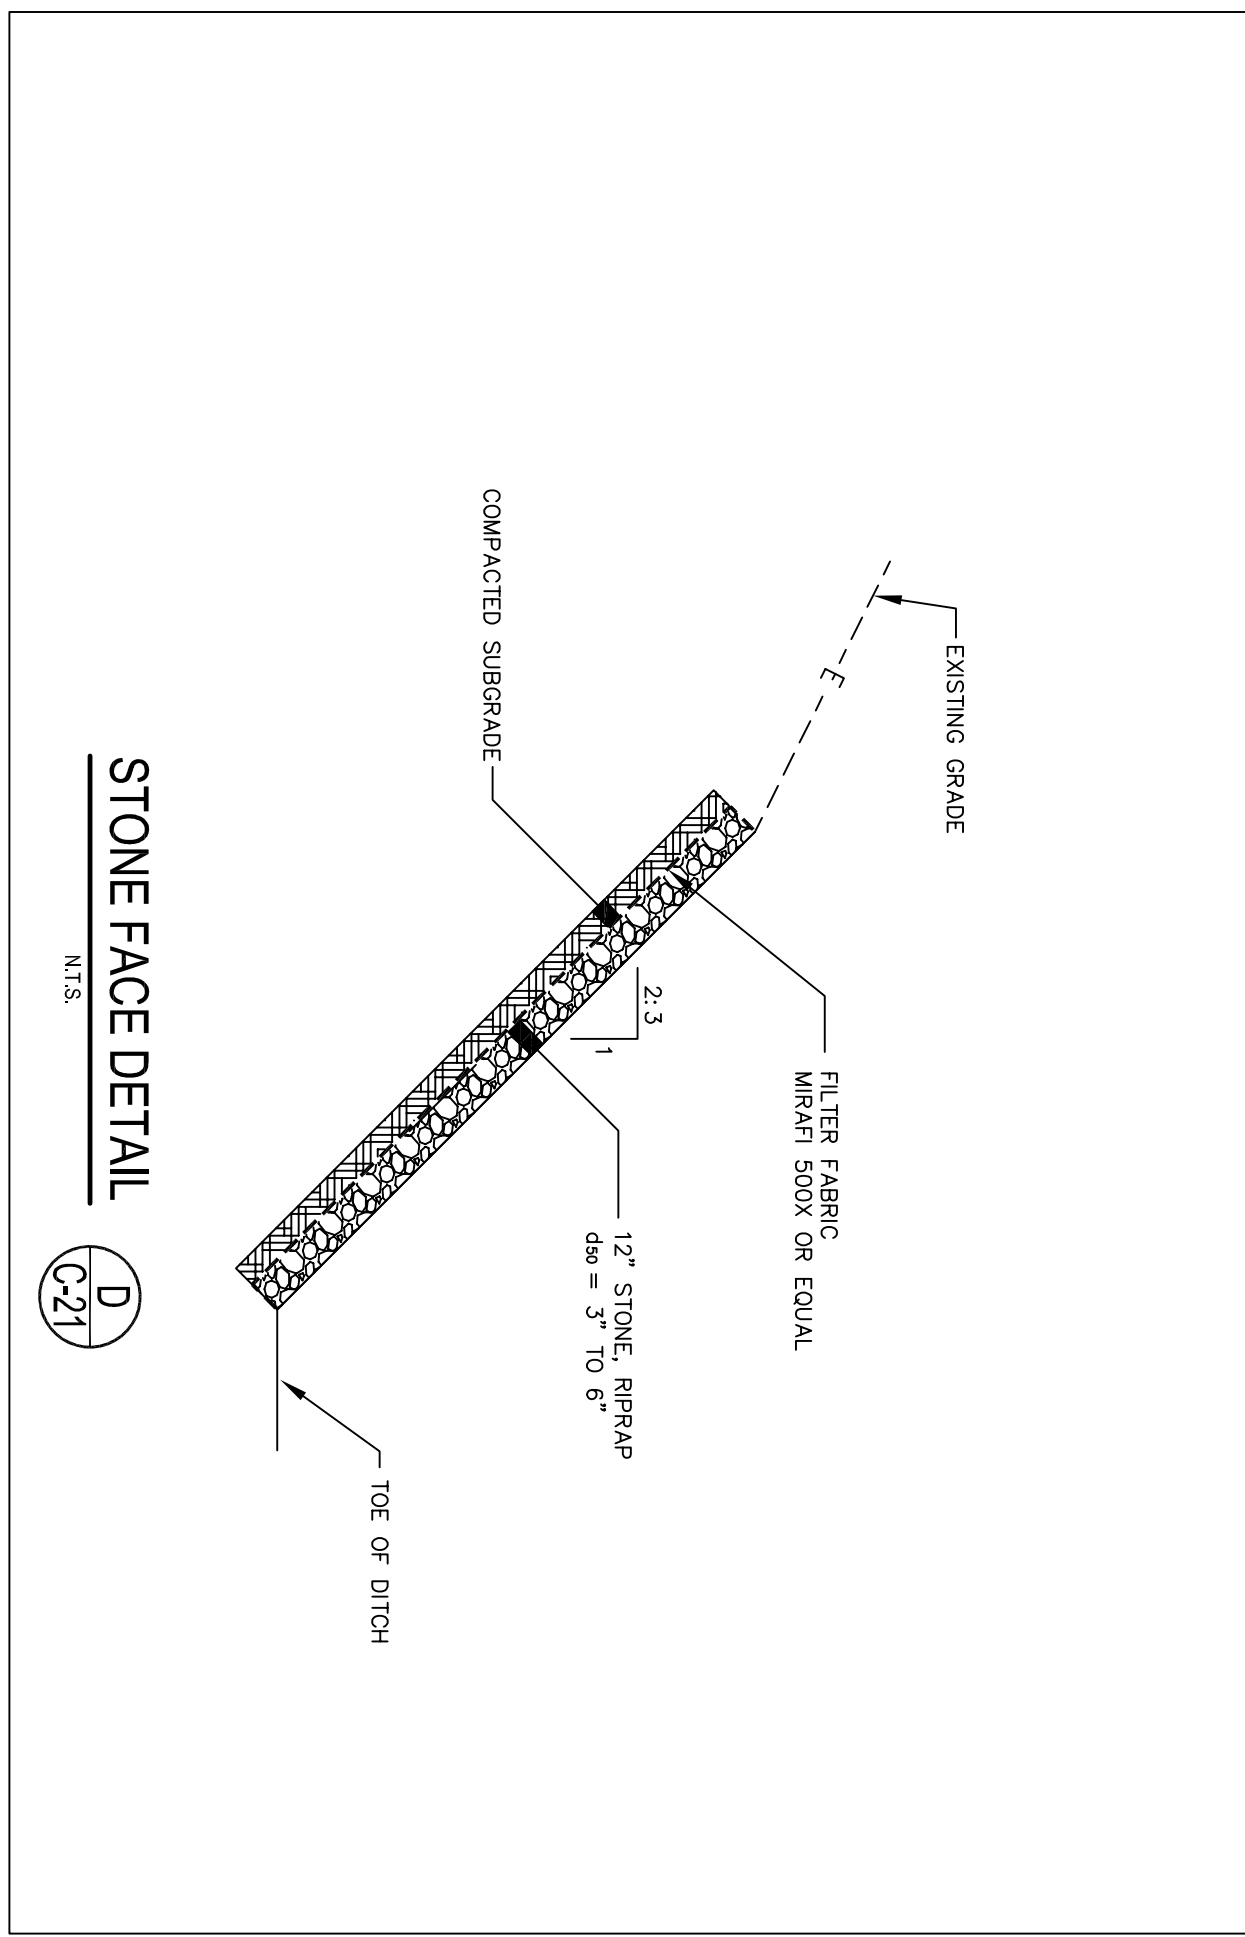 EXISTING GRADE
E
FILTER FABRIC
MIRAFI 500X OR EQUAL
2:3
1
12" STONE, RIPRAP
d50 = 3" TO 6"
COMPACTED SUBGRADE
TOE OF DITCH
STONE FACE DETAIL
N.T.S.
D
C-21